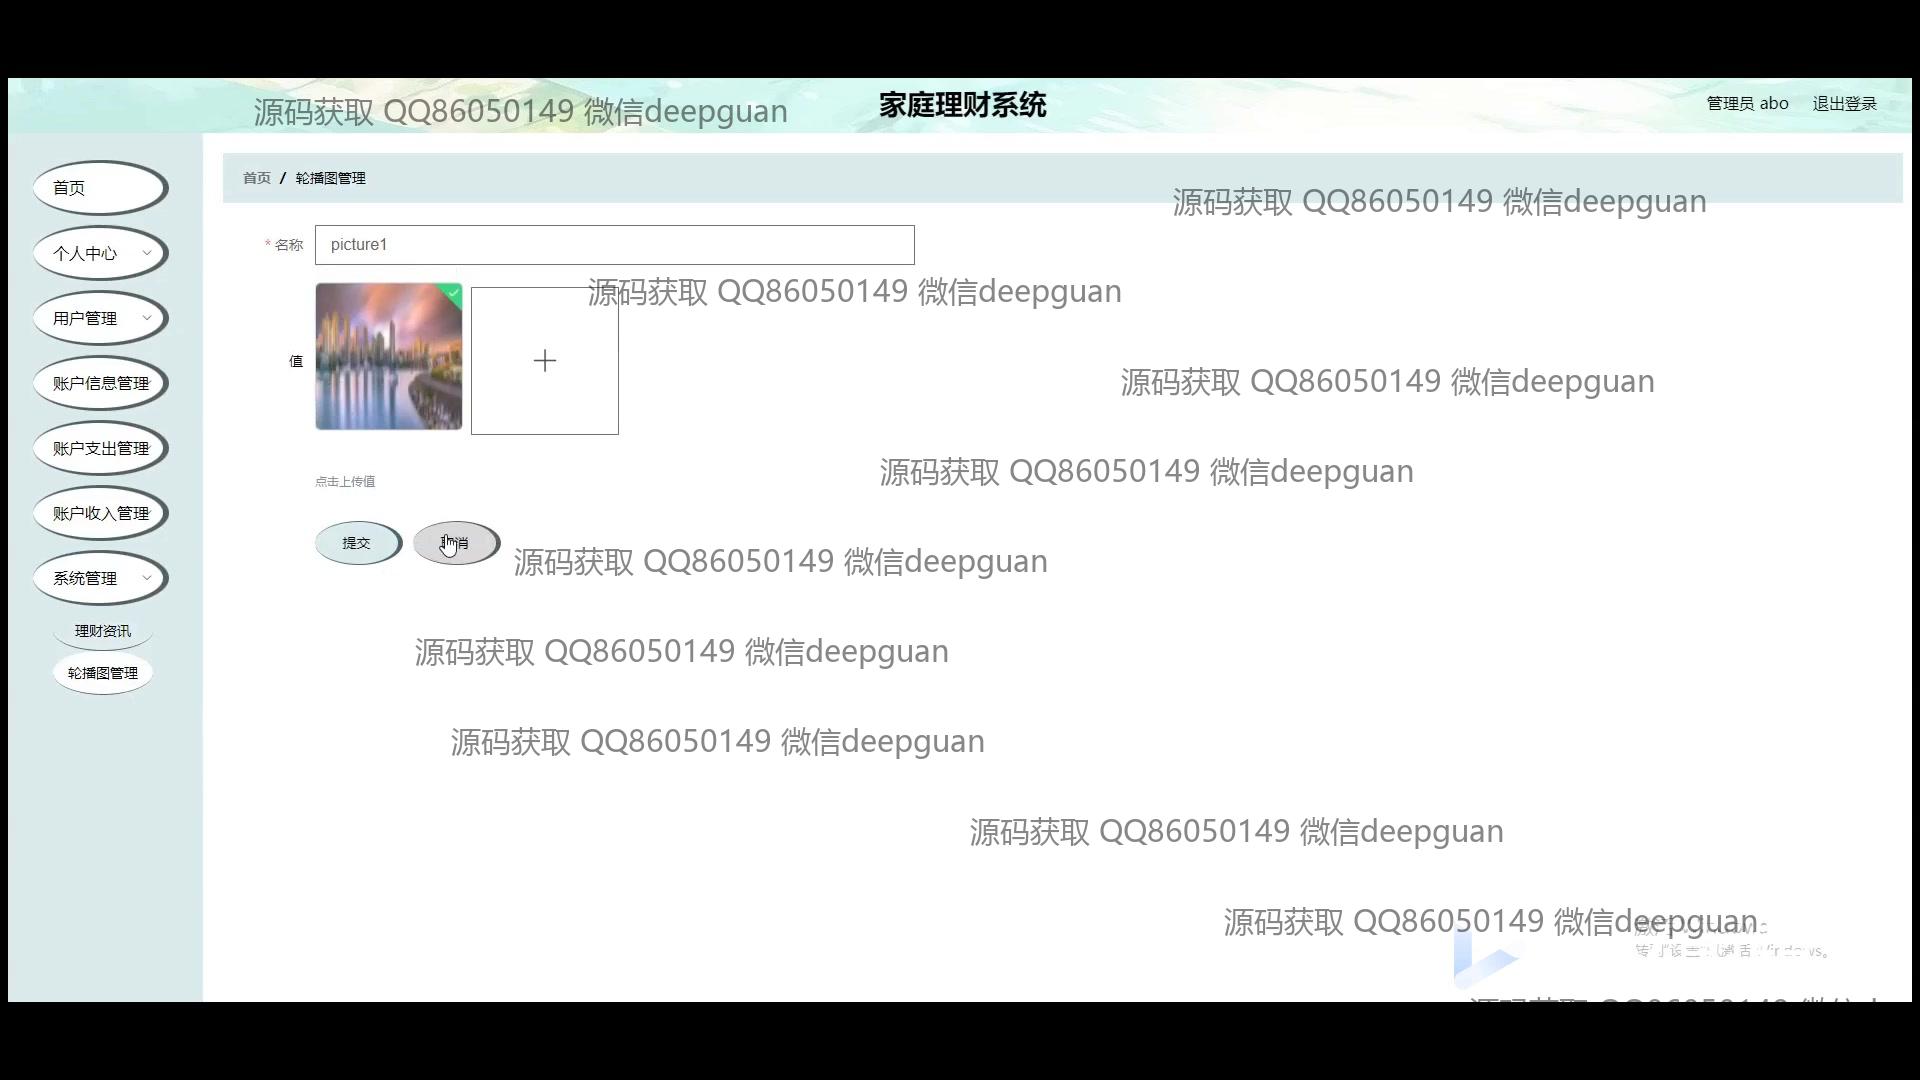 源码获取 QQ86050149 微信deepguan
家庭理财系统
管理员 abo
退出登录
首页
个人中心
用户管理
账户信息管理
账户支出管理
账户收入管理
系统管理
理财资讯
轮播图管理
首页 / 轮播图管理
源码获取 QQ86050149 微信deepguan
* 名称
picture1
源码获取 QQ86050149 微信deepguan
值
源码获取 QQ86050149 微信deepguan
源码获取 QQ86050149 微信deepguan
点击上传值
提交
取消
源码获取 QQ86050149 微信deepguan
源码获取 QQ86050149 微信deepguan
源码获取 QQ86050149 微信deepguan
源码获取 QQ86050149 微信deepguan
源码获取 QQ86050149 微信deepguan